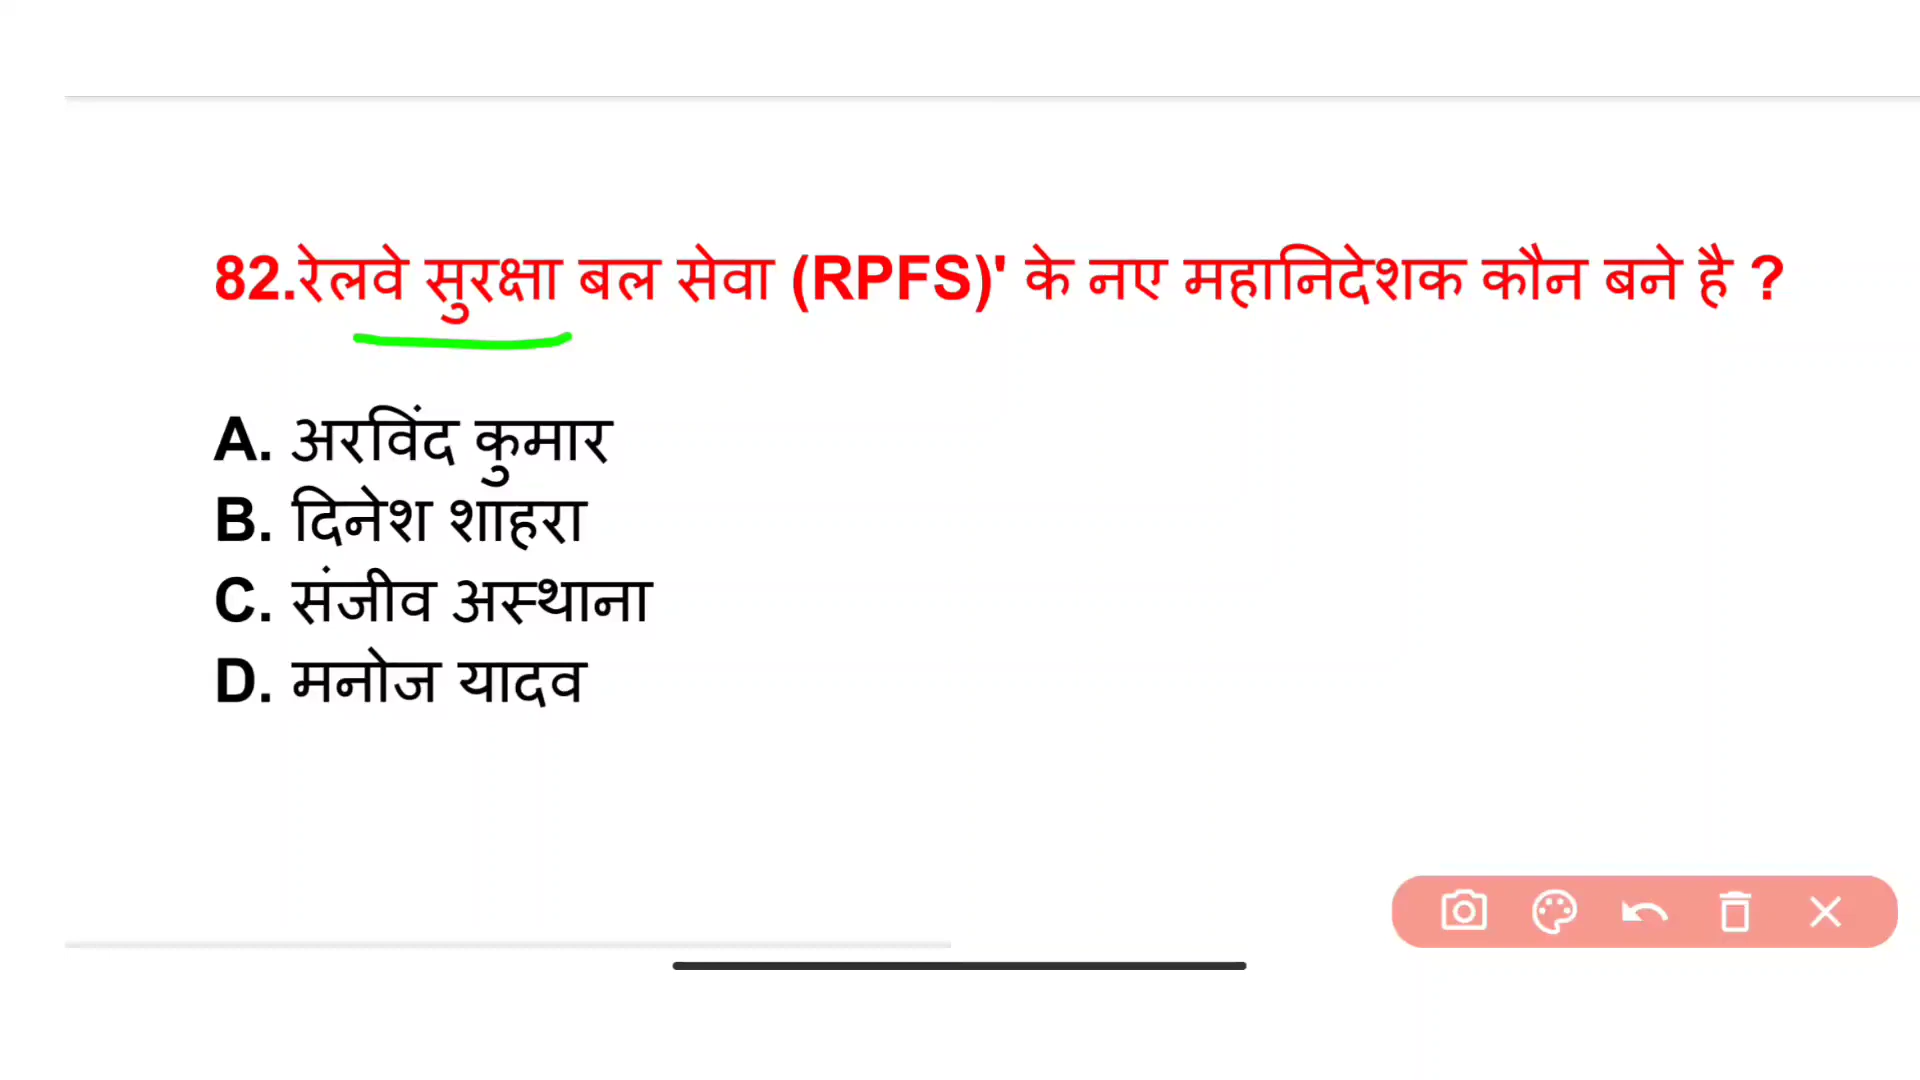 82.रेलवे सुरक्षा बल सेवा (RPFS)' के नए महानिदेशक कौन बने है ?
A. अरविंद कुमार
B. दिनेश शाहरा
C. संजीव अस्थाना
D. मनोज यादव